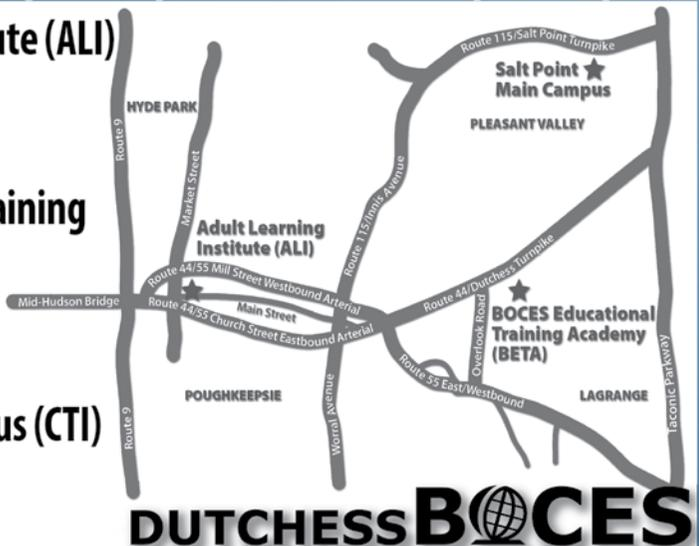 ute (ALI)
Route 115/Salt Point Turnpike
Salt Point
Main Campus
HYDE PARK
PLEASANT VALLEY
Route 9
Market Street
Route 115/Innis Avenue
aining
Adult Learning
Institute (ALI)
Route 44/55 Mill Street Westbound Arterial
Route 44/Dutchess Turnpike
Mid-Hudson Bridge
Main Street
Route 44/55 Church Street Eastbound Arterial
Overlook Road
BOCES Educational
Training Academy
(BETA)
Taconic Parkway
Route 55 East/Westbound
POUGHKEEPSIE
LAGRANGE
Worral Avenue
us (CTI)
Route 9
DUTCHESS BOCES